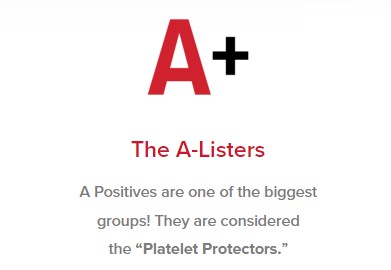 A+
The A-Listers
A Positives are one of the biggest
groups! They are considered
the “Platelet Protectors.”